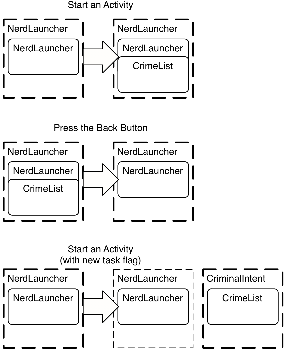 Start an Activity
NerdLauncher
NerdLauncher
NerdLauncher
NerdLauncher
CrimeList
Press the Back Button
NerdLauncher
NerdLauncher
CrimeList
NerdLauncher
NerdLauncher
Start an Activity
(with new task flag)
NerdLauncher
NerdLauncher
NerdLauncher
NerdLauncher
CriminalIntent
CrimeList